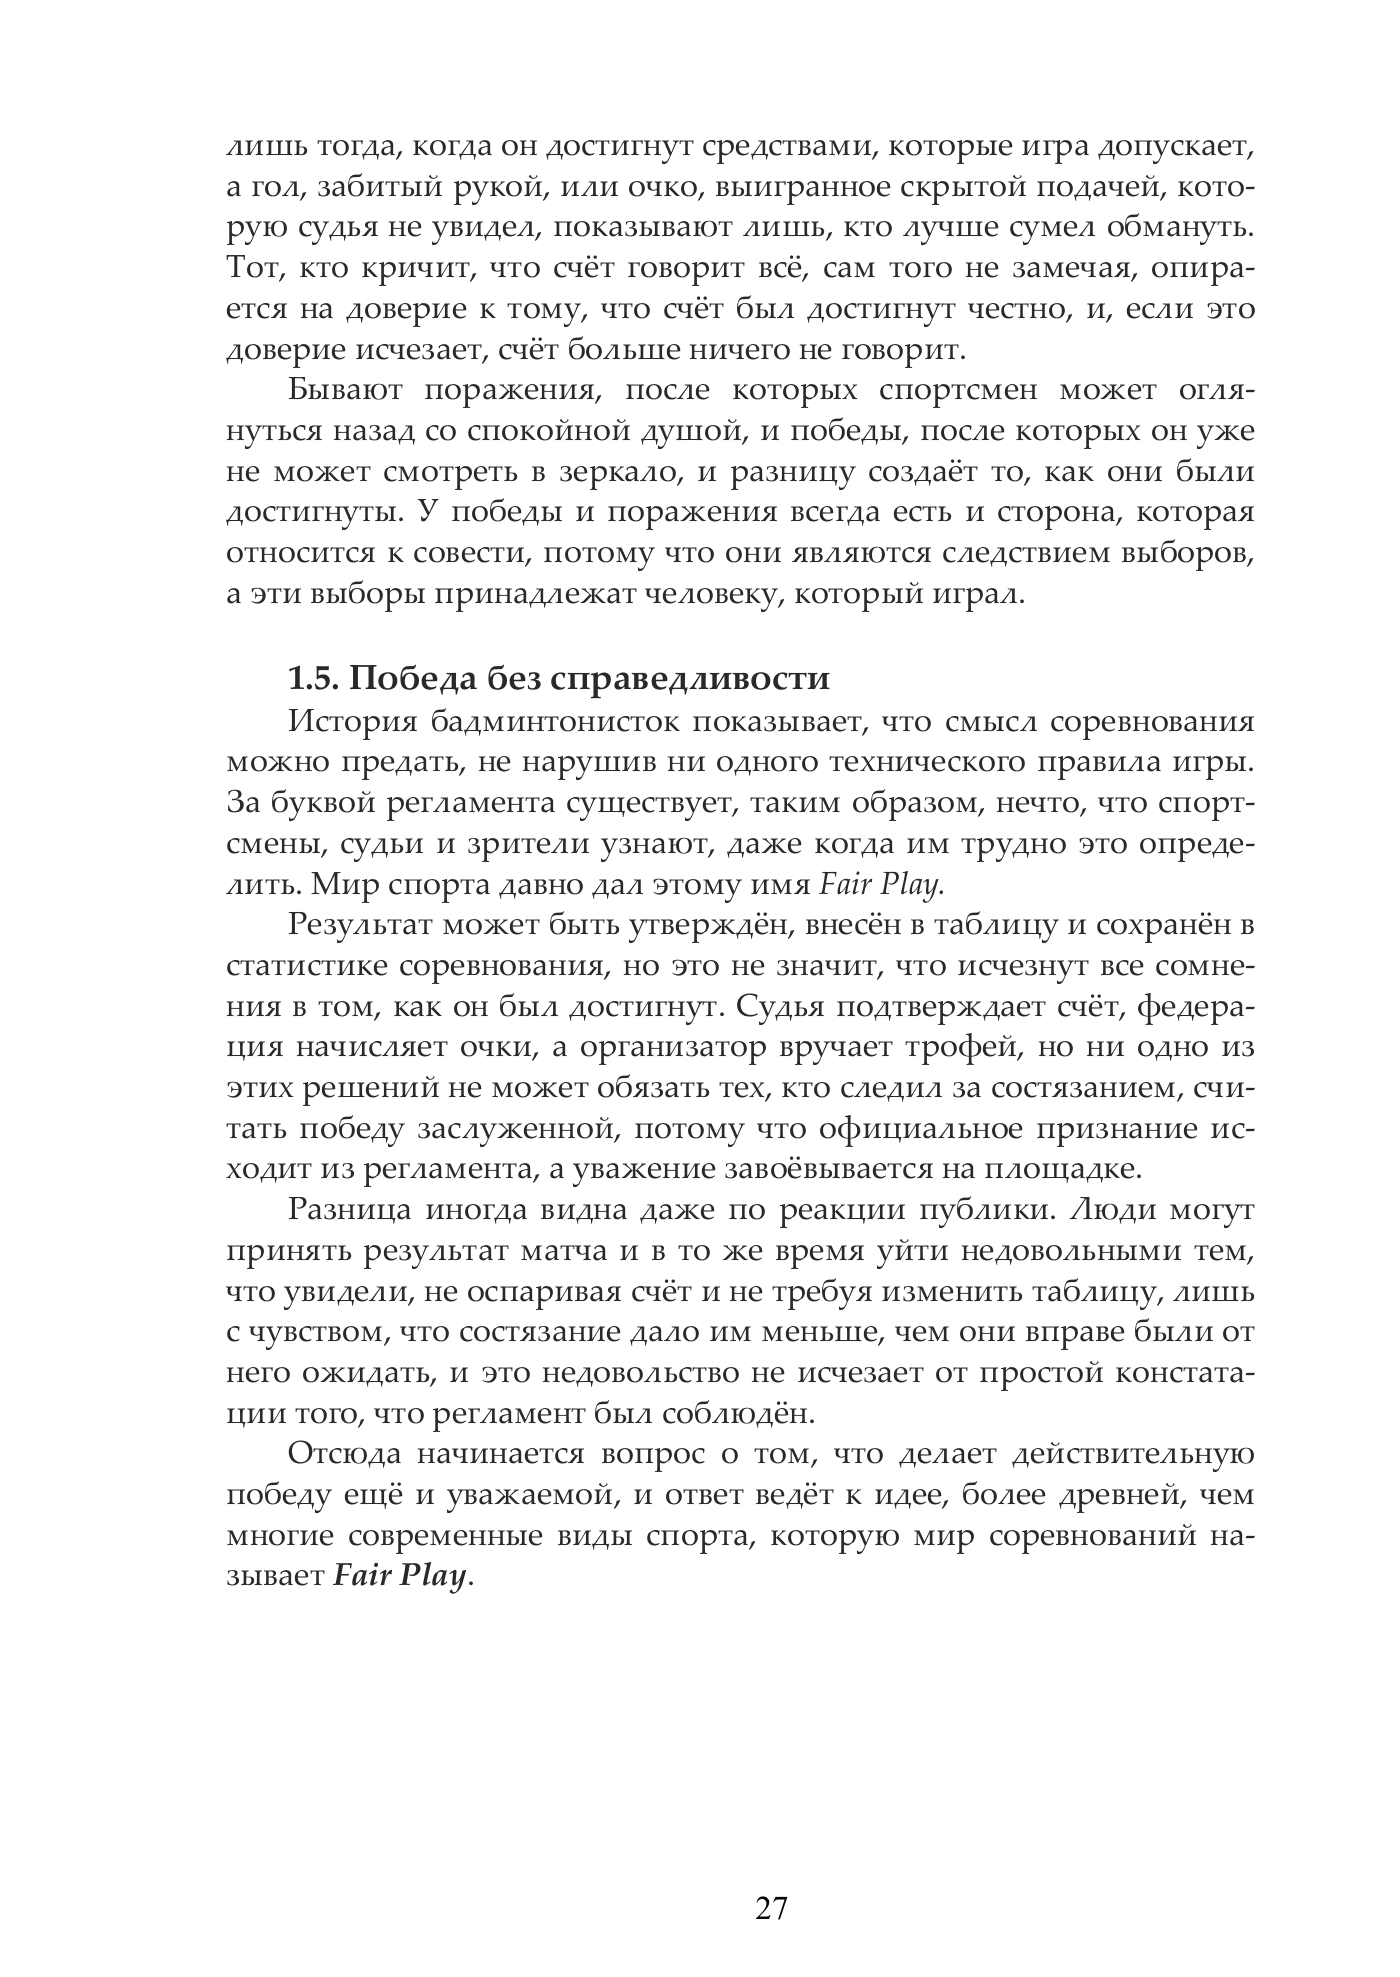 лишь тогда, когда он достигнут средствами, которые игра допускает,
а гол, забитый рукой, или очко, выигранное скрытой подачей, кото-
рую судья не увидел, показывают лишь, кто лучше сумел обмануть.
Тот, кто кричит, что счёт говорит всё, сам того не замечая, опира-
ется на доверие к тому, что счёт был достигнут честно, и, если это
доверие исчезает, счёт больше ничего не говорит.
Бывают поражения, после которых спортсмен может огля-
нуться назад со спокойной душой, и победы, после которых он уже
не может смотреть в зеркало, и разницу создаёт то, как они были
достигнуты. У победы и поражения всегда есть и сторона, которая
относится к совести, потому что они являются следствием выборов,
а эти выборы принадлежат человеку, который играл.
1.5. Победа без справедливости
История бадминтонисток показывает, что смысл соревнования
можно предать, не нарушив ни одного технического правила игры.
За буквой регламента существует, таким образом, нечто, что спорт-
смены, судьи и зрители узнают, даже когда им трудно это опреде-
лить. Мир спорта давно дал этому имя Fair Play.
Результат может быть утверждён, внесён в таблицу и сохранён в
статистике соревнования, но это не значит, что исчезнут все сомне-
ния в том, как он был достигнут. Судья подтверждает счёт, федера-
ция начисляет очки, а организатор вручает трофей, но ни одно из
этих решений не может обязать тех, кто следил за состязанием, счи-
тать победу заслуженной, потому что официальное признание ис-
ходит из регламента, а уважение завоёвывается на площадке.
Разница иногда видна даже по реакции публики. Люди могут
принять результат матча и в то же время уйти недовольными тем,
что увидели, не оспаривая счёт и не требуя изменить таблицу, лишь
с чувством, что состязание дало им меньше, чем они вправе были от
него ожидать, и это недовольство не исчезает от простой констата-
ции того, что регламент был соблюдён.
Отсюда начинается вопрос о том, что делает действительную
победу ещё и уважаемой, и ответ ведёт к идее, более древней, чем
многие современные виды спорта, которую мир соревнований на-
зывает Fair Play.
27